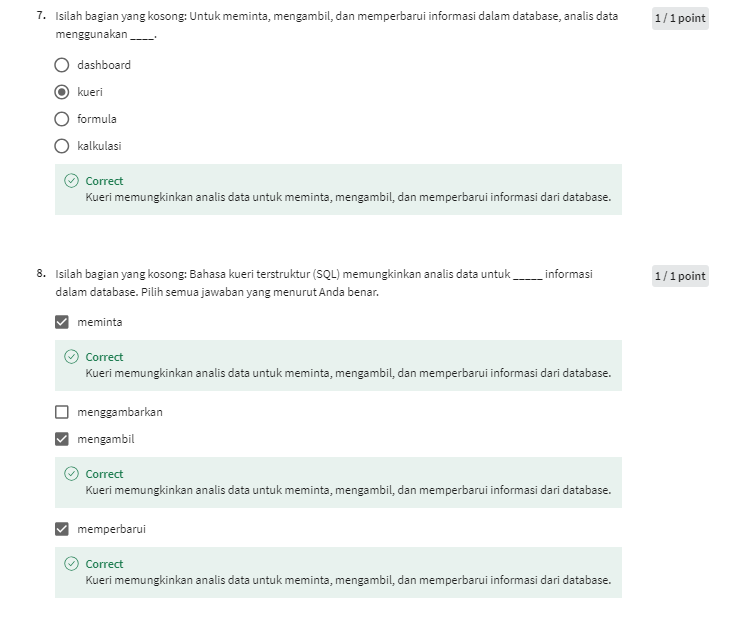 7. Isilah bagian yang kosong: Untuk meminta, mengambil, dan memperbarui informasi dalam database, analis data
1 / 1 point
menggunakan ____.
dashboard
kueri
formula
kalkulasi
Correct
Kueri memungkinkan analis data untuk meminta, mengambil, dan memperbarui informasi dari database.
8. Isilah bagian yang kosong: Bahasa kueri terstruktur (SQL) memungkinkan analis data untuk _____ informasi
1 / 1 point
dalam database. Pilih semua jawaban yang menurut Anda benar.
meminta
Correct
Kueri memungkinkan analis data untuk meminta, mengambil, dan memperbarui informasi dari database.
menggambarkan
mengambil
Correct
Kueri memungkinkan analis data untuk meminta, mengambil, dan memperbarui informasi dari database.
memperbarui
Correct
Kueri memungkinkan analis data untuk meminta, mengambil, dan memperbarui informasi dari database.